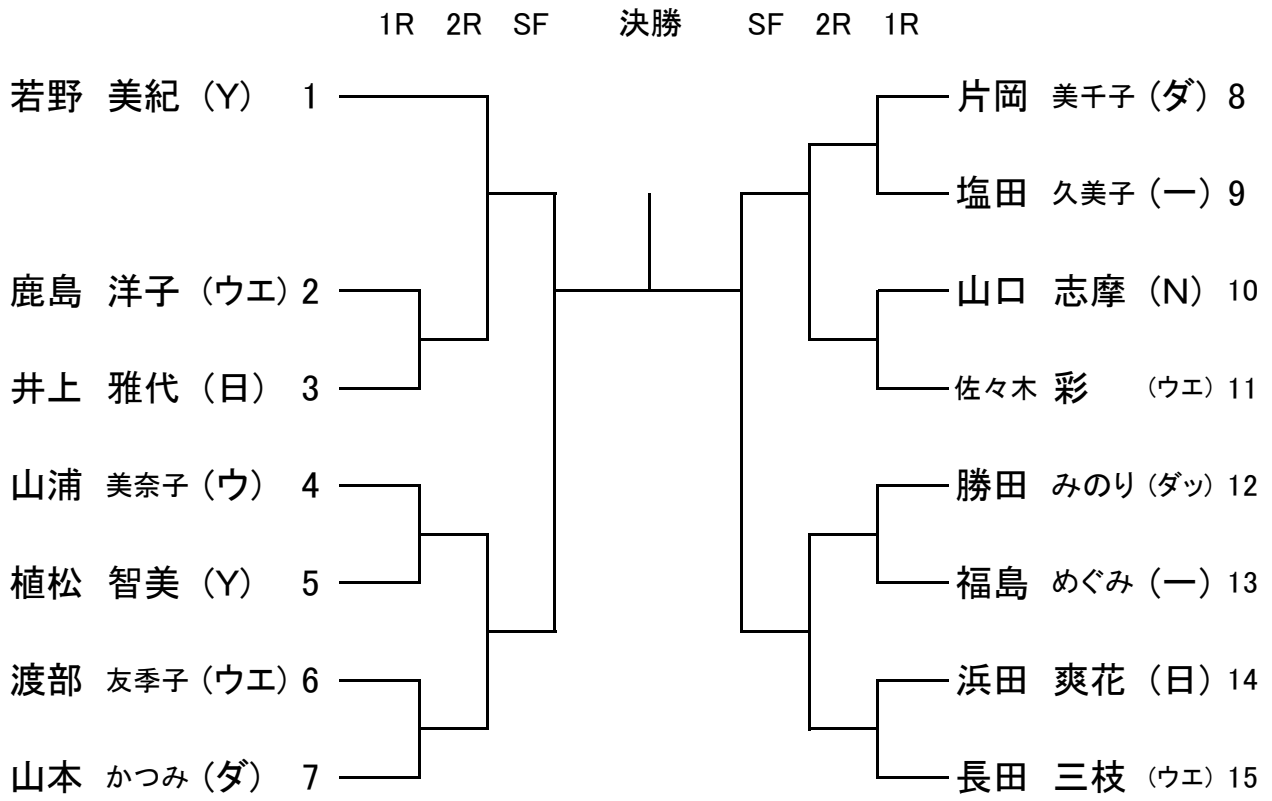 1R 2R SF 決勝 SF 2R 1R
若野 美紀 (Y) 1
片岡 美千子 (ダ) 8
塩田 久美子 (一) 9
鹿島 洋子 (ウエ) 2
山口 志摩 (N) 10
井上 雅代 (日) 3
佐々木 彩 (ウエ) 11
山浦 美奈子 (ウ) 4
勝田 みのり (ダッ) 12
植松 智美 (Y) 5
福島 めぐみ (一) 13
渡部 友季子 (ウエ) 6
浜田 爽花 (日) 14
山本 かつみ (ダ) 7
長田 三枝 (ウエ) 15